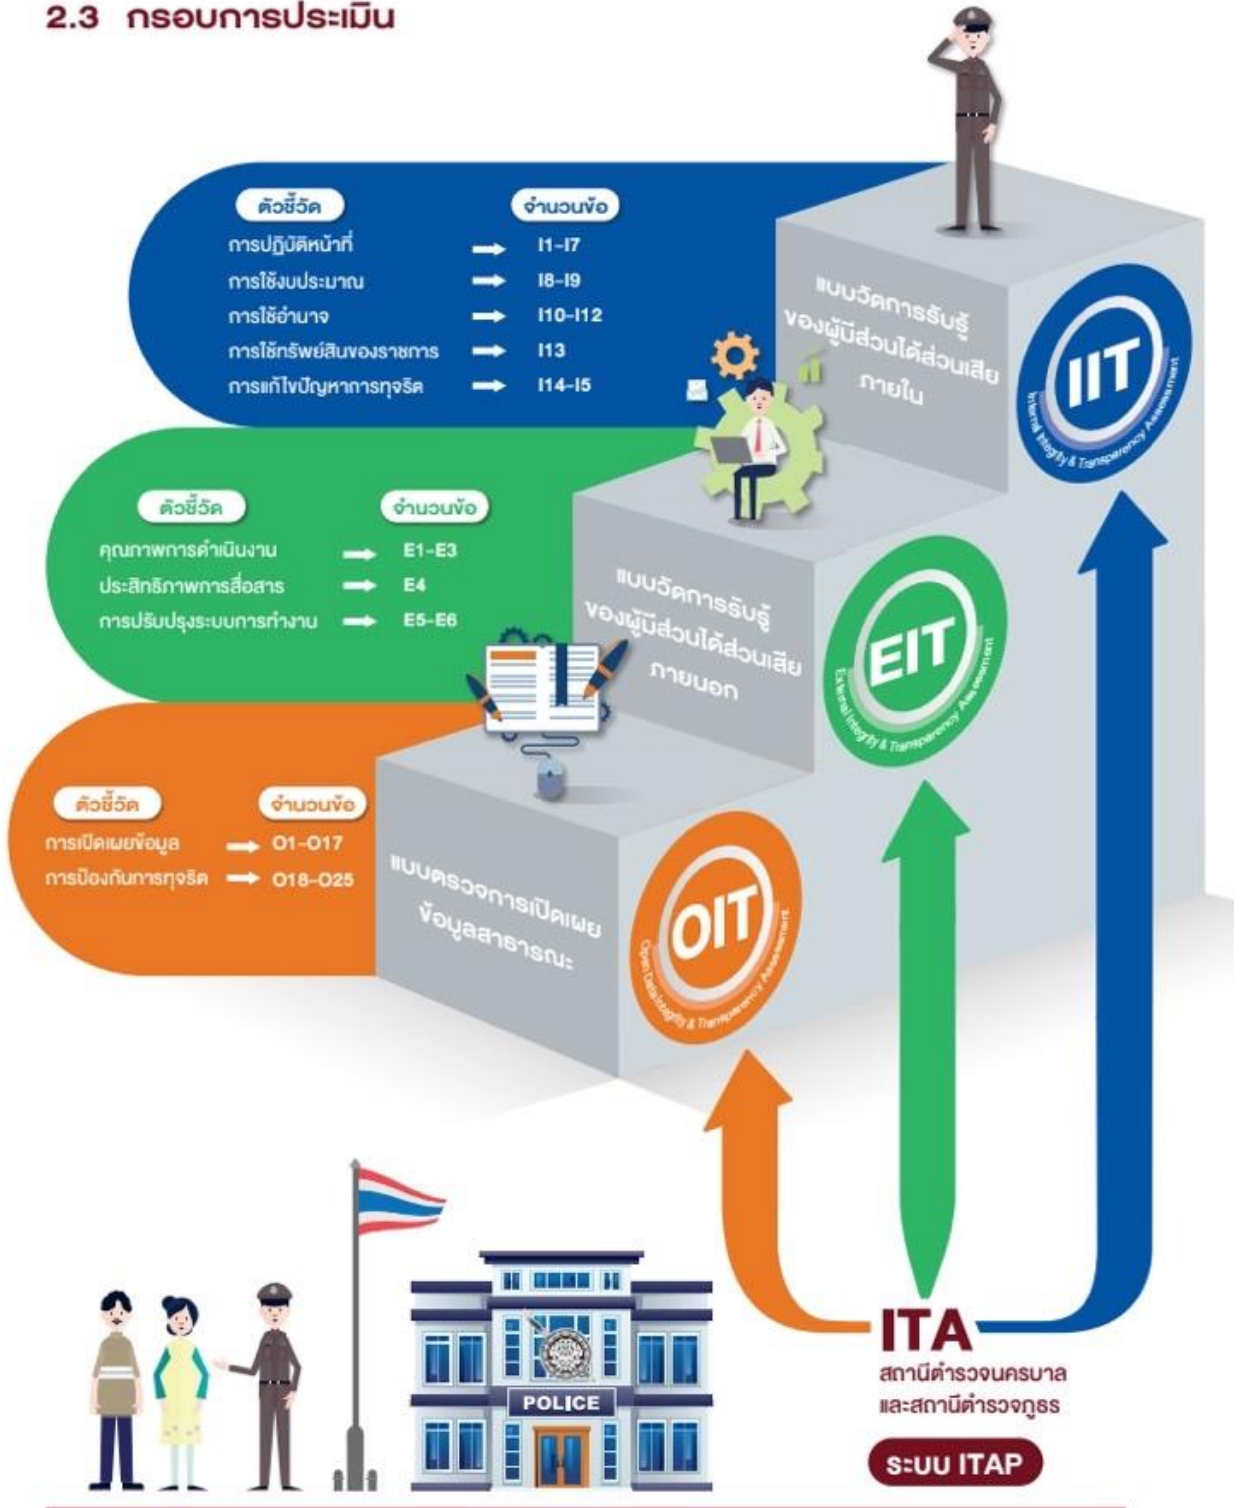 2.3 กรอบการประเมิน
ตัวชี้วัด จำนวนข้อ
การปฏิบัติหน้าที่ I1-I7
การใช้งบประมาณ I8-I9
การใช้อำนาจ I10-I12
การใช้ทรัพย์สินของราชการ I13
การแก้ไขปัญหาการทุจริต I14-I5
แบบวัดการรับรู้
ของผู้มีส่วนได้ส่วนเสีย
ภายใน
IIT
Internal Integrity & Transparency Assessment
ตัวชี้วัด จำนวนข้อ
คุณภาพการดำเนินงาน E1-E3
ประสิทธิภาพการสื่อสาร E4
การปรับปรุงระบบการทำงาน E5-E6
แบบวัดการรับรู้
ของผู้มีส่วนได้ส่วนเสีย
ภายนอก
EIT
External Integrity & Transparency Assessment
ตัวชี้วัด จำนวนข้อ
การเปิดเผยข้อมูล O1-O17
การป้องกันการทุจริต O18-O25
แบบตรวจการเปิดเผย
ข้อมูลสาธารณะ
OIT
Open Data Integrity & Transparency Assessment
POLICE
ITA
สถานีตำรวจนครบาล
และสถานีตำรวจภูธร
ระบบ ITAP